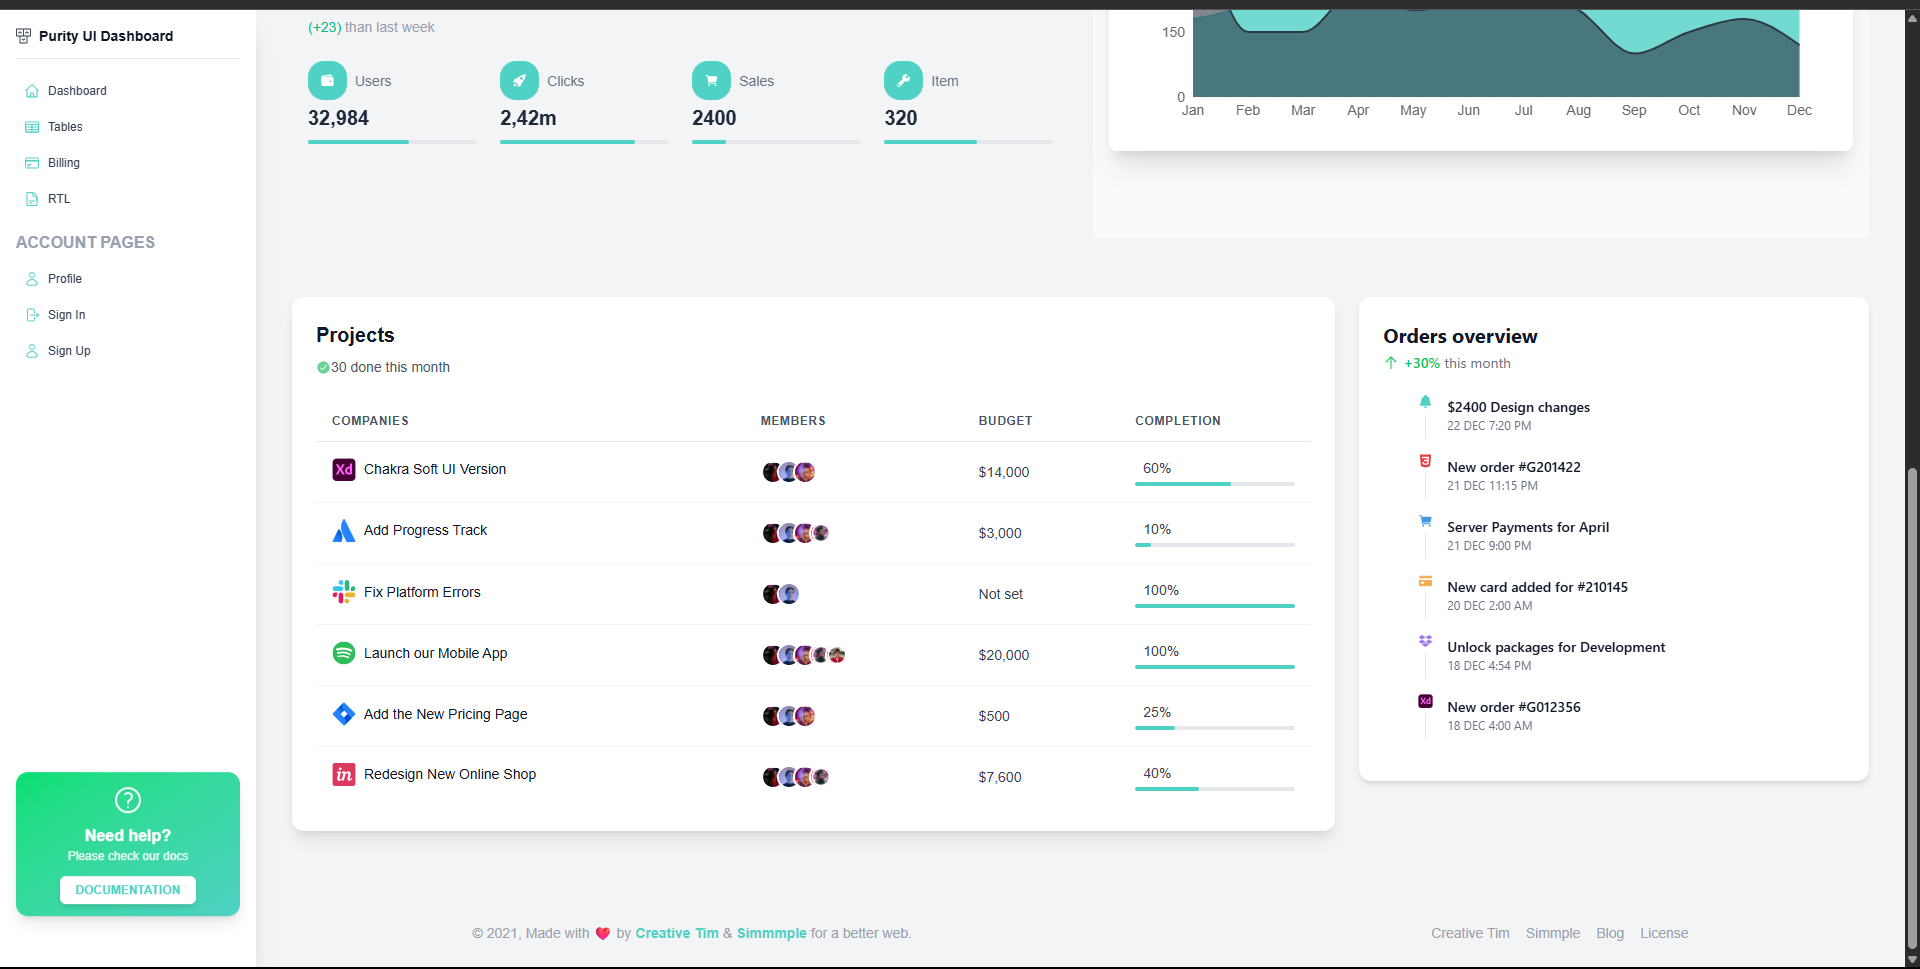 Purity UI Dashboard
Dashboard
Tables
Billing
RTL
ACCOUNT PAGES
Profile
Sign In
Sign Up
Need help?
Please check our docs
DOCUMENTATION
(+23) than last week
Users
32,984
Clicks
2,42m
Sales
2400
Item
320
150
0
Jan Feb Mar Apr May Jun Jul Aug Sep Oct Nov Dec
Projects
30 done this month
COMPANIES MEMBERS BUDGET COMPLETION
Xd Chakra Soft UI Version $14,000 60%
Add Progress Track $3,000 10%
Fix Platform Errors Not set 100%
Launch our Mobile App $20,000 100%
Add the New Pricing Page $500 25%
in Redesign New Online Shop $7,600 40%
Orders overview
+30% this month
$2400 Design changes
22 DEC 7:20 PM
New order #G201422
21 DEC 11:15 PM
Server Payments for April
21 DEC 9:00 PM
New card added for #210145
20 DEC 2:00 AM
Unlock packages for Development
18 DEC 4:54 PM
Xd New order #G012356
18 DEC 4:00 AM
© 2021, Made with ❤️ by Creative Tim & Simmmple for a better web.
Creative Tim Simmple Blog License